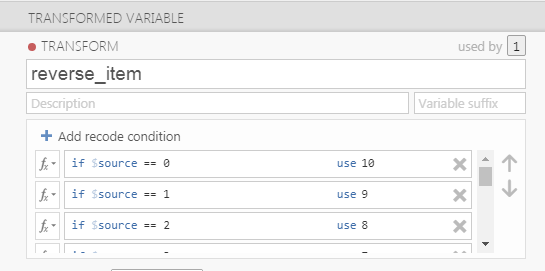 TRANSFORMED VARIABLE
TRANSFORM used by 1
reverse_item
Description Variable suffix
+ Add recode condition
fx if $source == 0 use 10
fx if $source == 1 use 9
fx if $source == 2 use 8